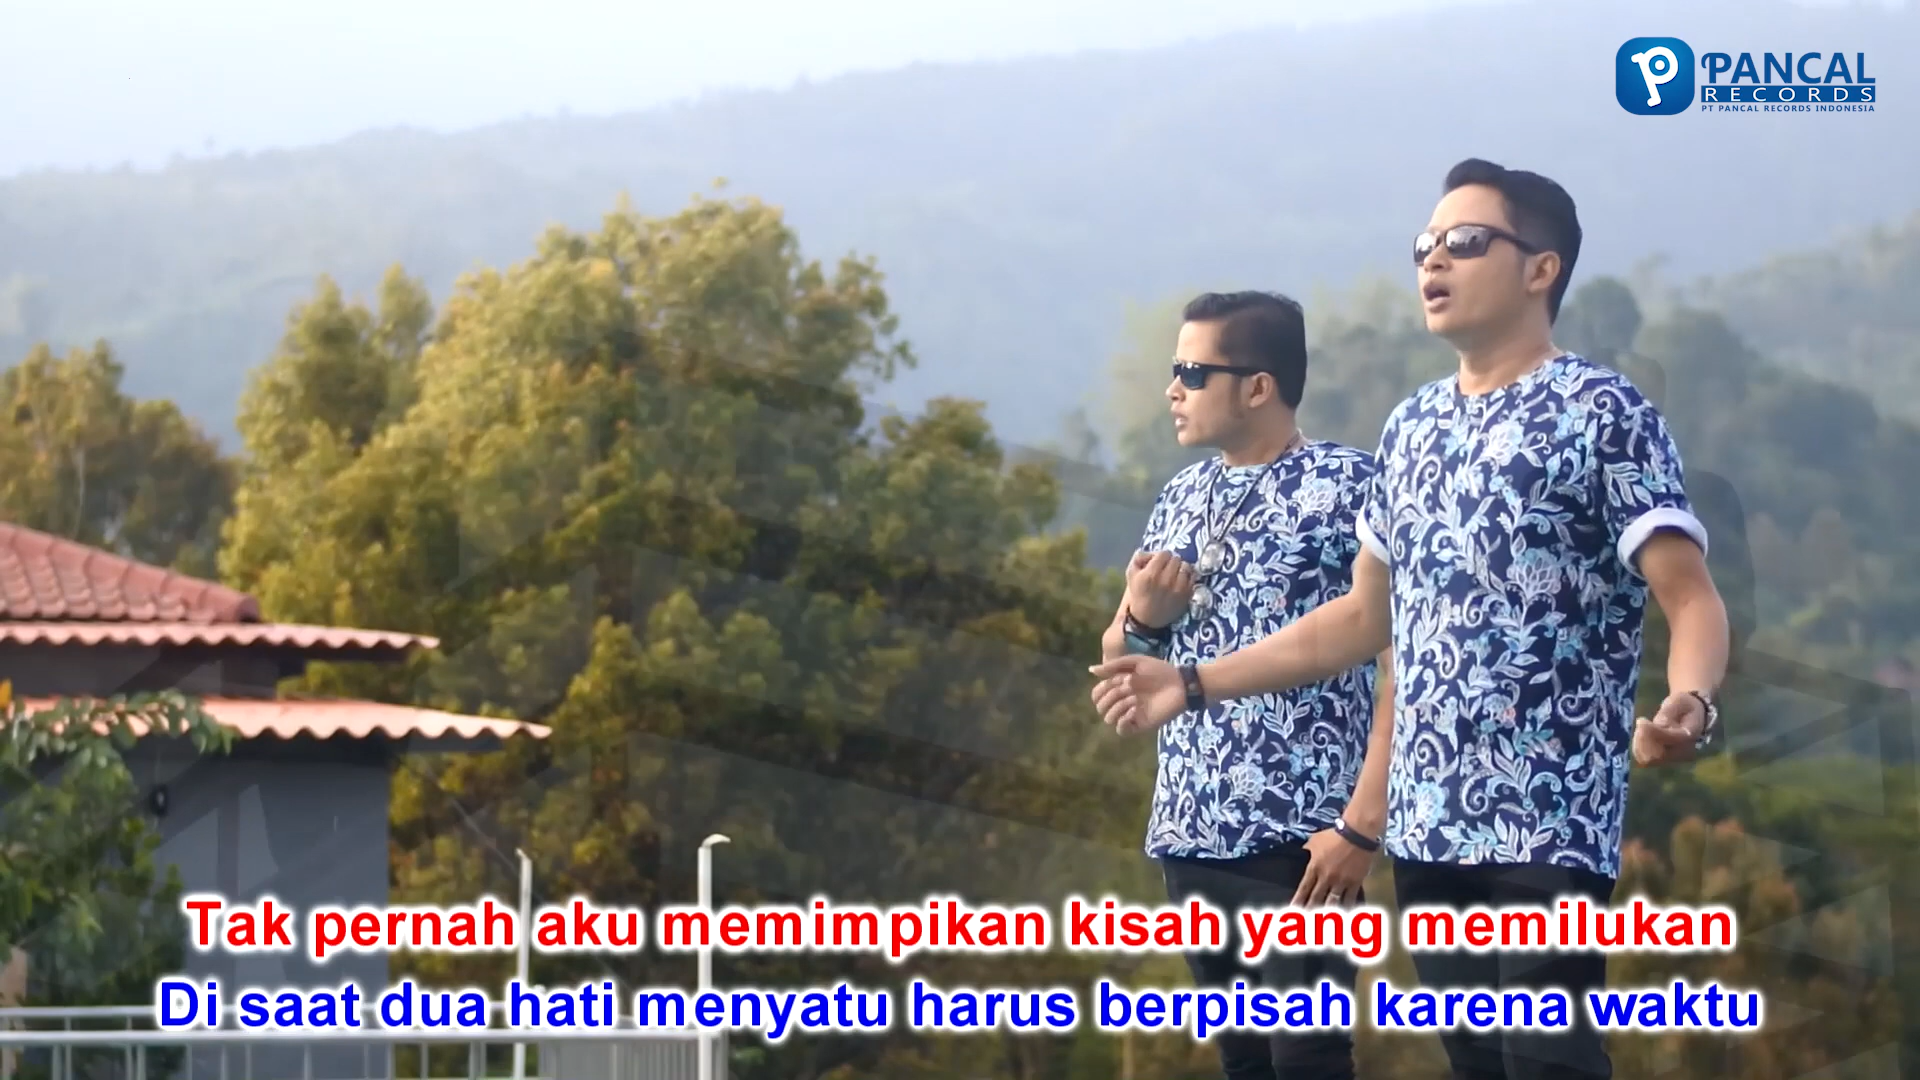 PANCAL
RECORDS
PT PANCAL RECORDS INDONESIA
Tak pernah aku memimpikan kisah yang memilukan
Di saat dua hati menyatu harus berpisah karena waktu